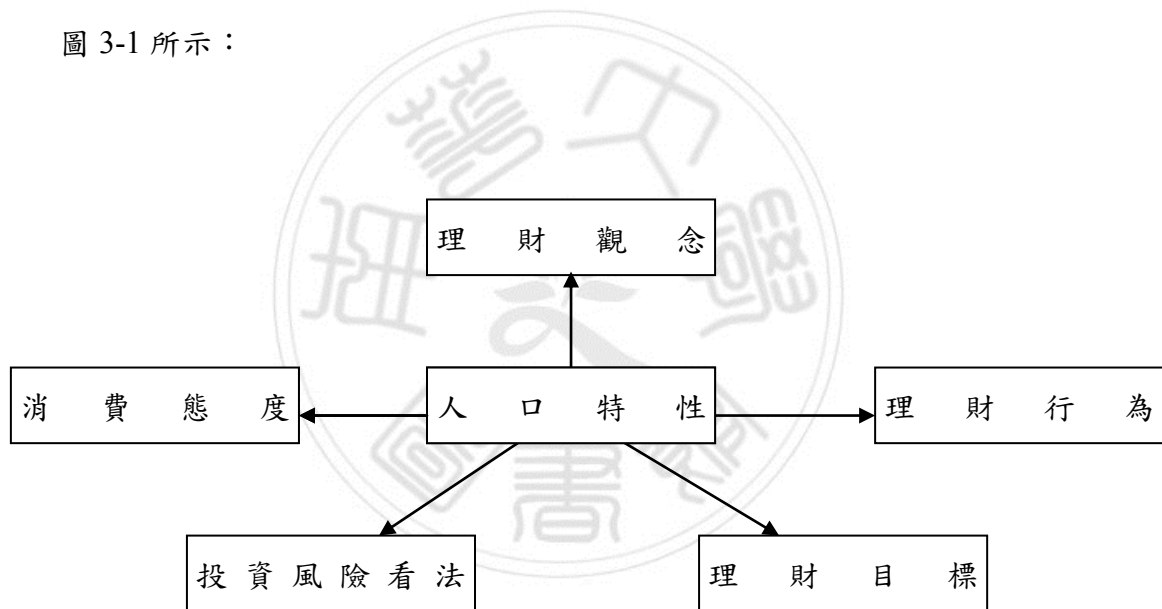 圖 3-1 所示：
理財觀念
消費態度
人口特性
理財行為
投資風險看法
理財目標